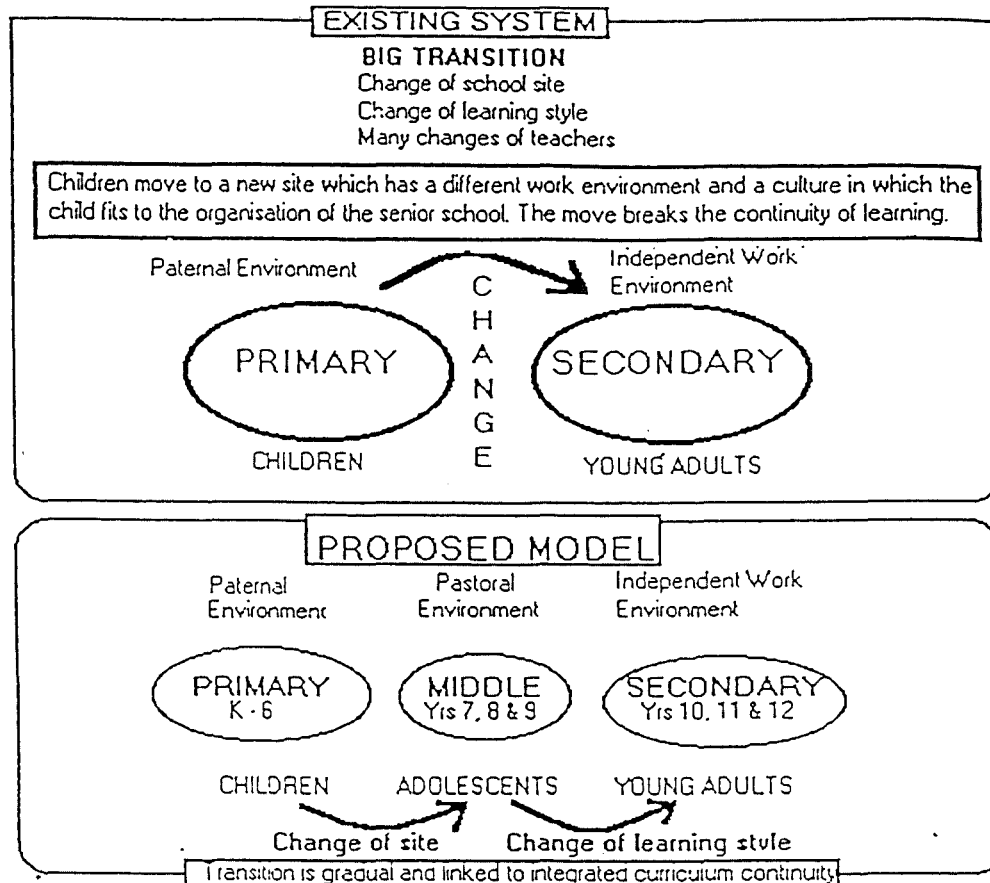 EXISTING SYSTEM
BIG TRANSITION
Change of school site
Change of learning style
Many changes of teachers
Children move to a new site which has a different work environment and a culture in which the
child fits to the organisation of the senior school. The move breaks the continuity of learning.
Paternal Environment
Independent Work
Environment
CHANGE
PRIMARY
SECONDARY
CHILDREN
YOUNG ADULTS
PROPOSED MODEL
Paternal
Environment
Pastoral
Environment
Independent Work
Environment
PRIMARY
K - 6
MIDDLE
Yrs 7, 8 & 9
SECONDARY
Yrs 10, 11 & 12
CHILDREN
ADOLESCENTS
YOUNG ADULTS
Change of site
Change of learning style
Transition is gradual and linked to integrated curriculum continuity